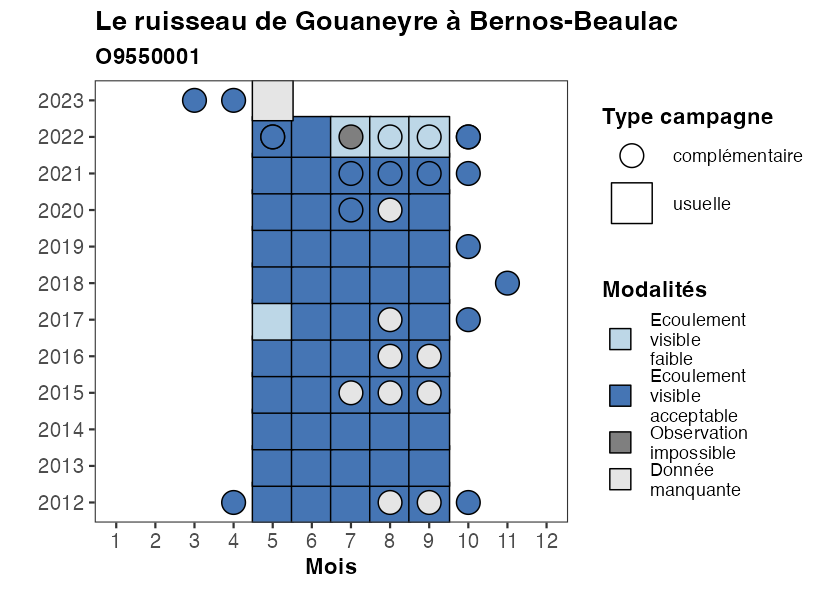 Le ruisseau de Gouaneyre à Bernos-Beaulac
O9550001
2023
2022
2021
2020
2019
2018
2017
2016
2015
2014
2013
2012
1 2 3 4 5 6 7 8 9 10 11 12
Mois
Type campagne
complémentaire
usuelle
Modalités
Ecoulement
visible
faible
Ecoulement
visible
acceptable
Observation
impossible
Donnée
manquante